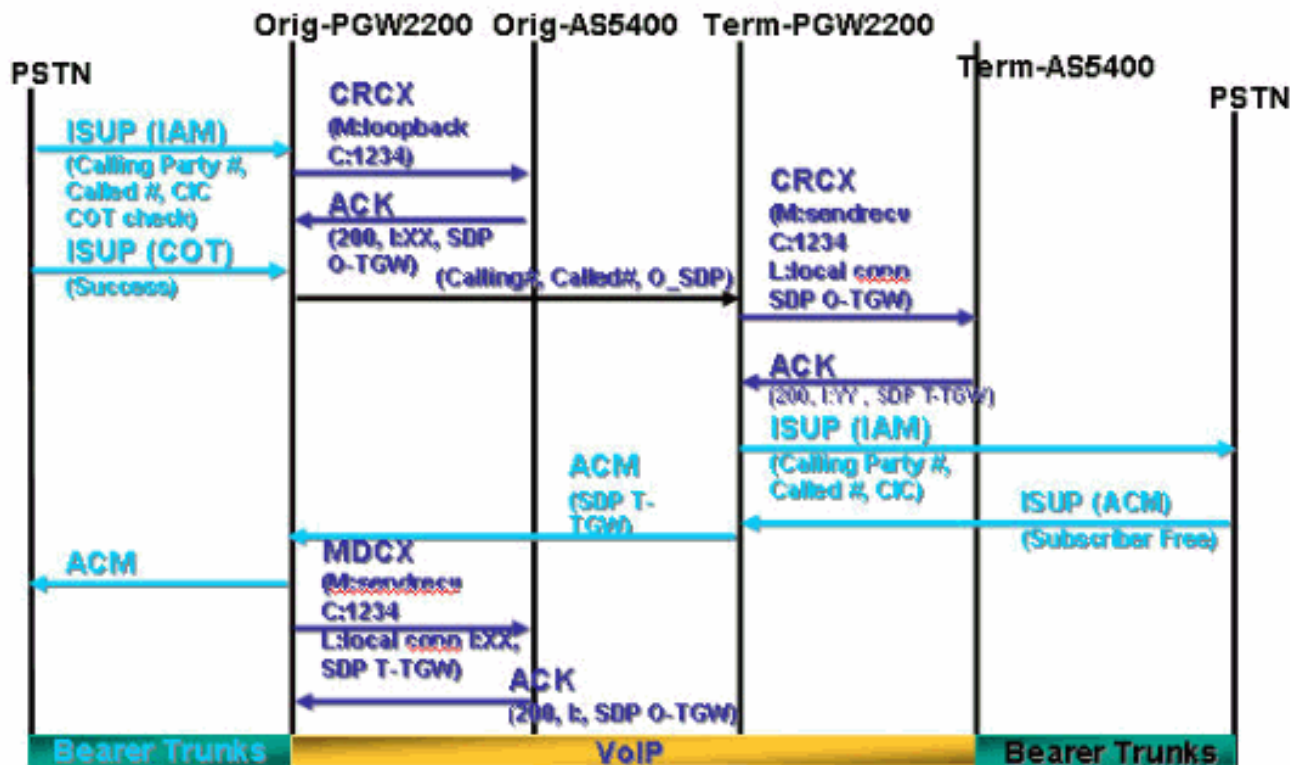 Orig-PGW2200 Orig-AS5400 Term-PGW2200
Term-AS5400
PSTN
PSTN
CRCX
(M:loopback
C:1234)
ISUP (IAM)
(Calling Party #,
Called #, CIC
COT check)
ACK
(200, I:XX, SDP
O-TGW)
ISUP (COT)
(Success)
(Calling#, Called#, O_SDP)
CRCX
(M:sendrecv
C:1234
L:local conn
SDP O-TGW)
ACK
(200, I:YY , SDP T-TGW)
ISUP (IAM)
(Calling Party #,
Called #, CIC)
ISUP (ACM)
(Subscriber Free)
ACM
(SDP T-
TGW)
ACM
MDCX
(M:sendrecv
C:1234
L:local conn I:XX,
SDP T-TGW)
ACK
(200, I:, SDP O-TGW)
Bearer Trunks
VoIP
Bearer Trunks